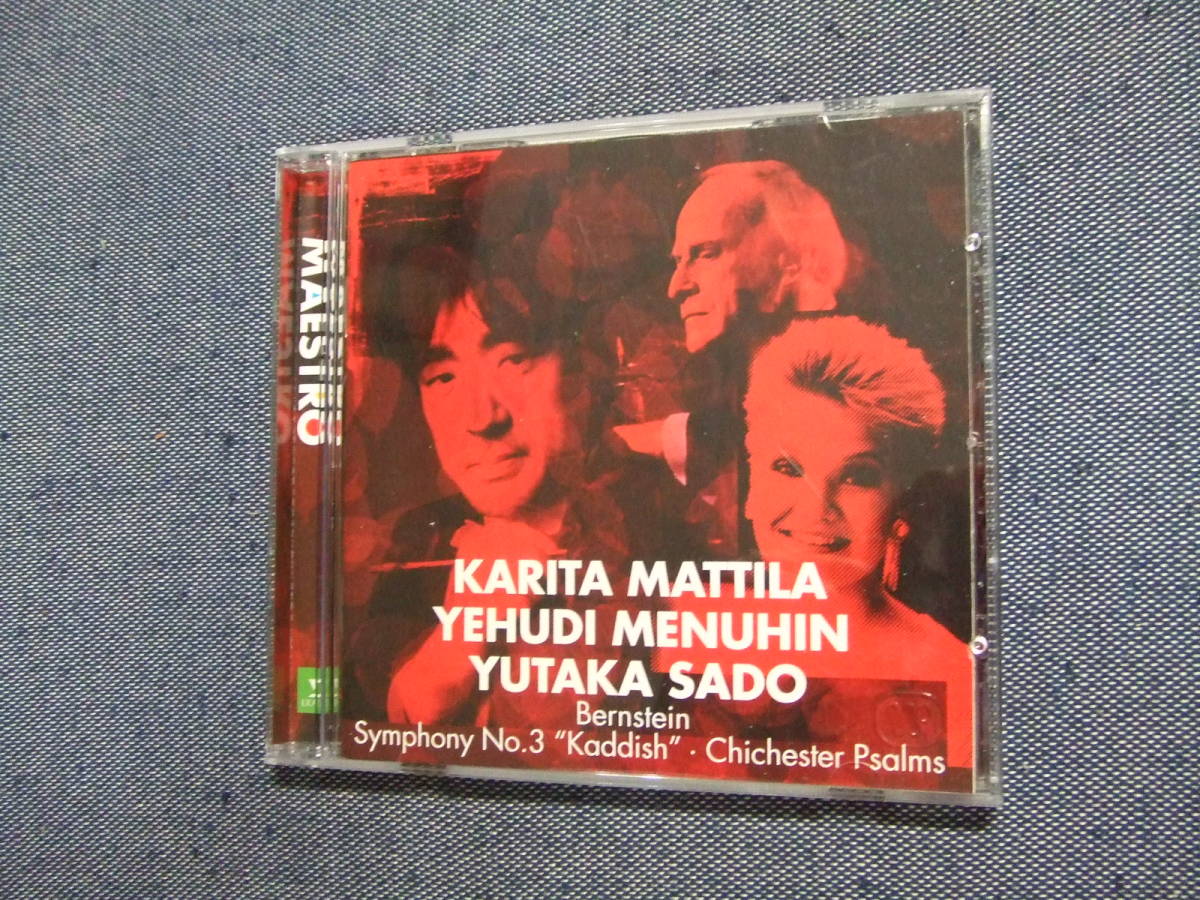 MAESTRO
KARITA MATTILA
YEHUDI MENUHIN
YUTAKA SADO
Bernstein
Symphony No.3 “Kaddish” · Chichester Psalms